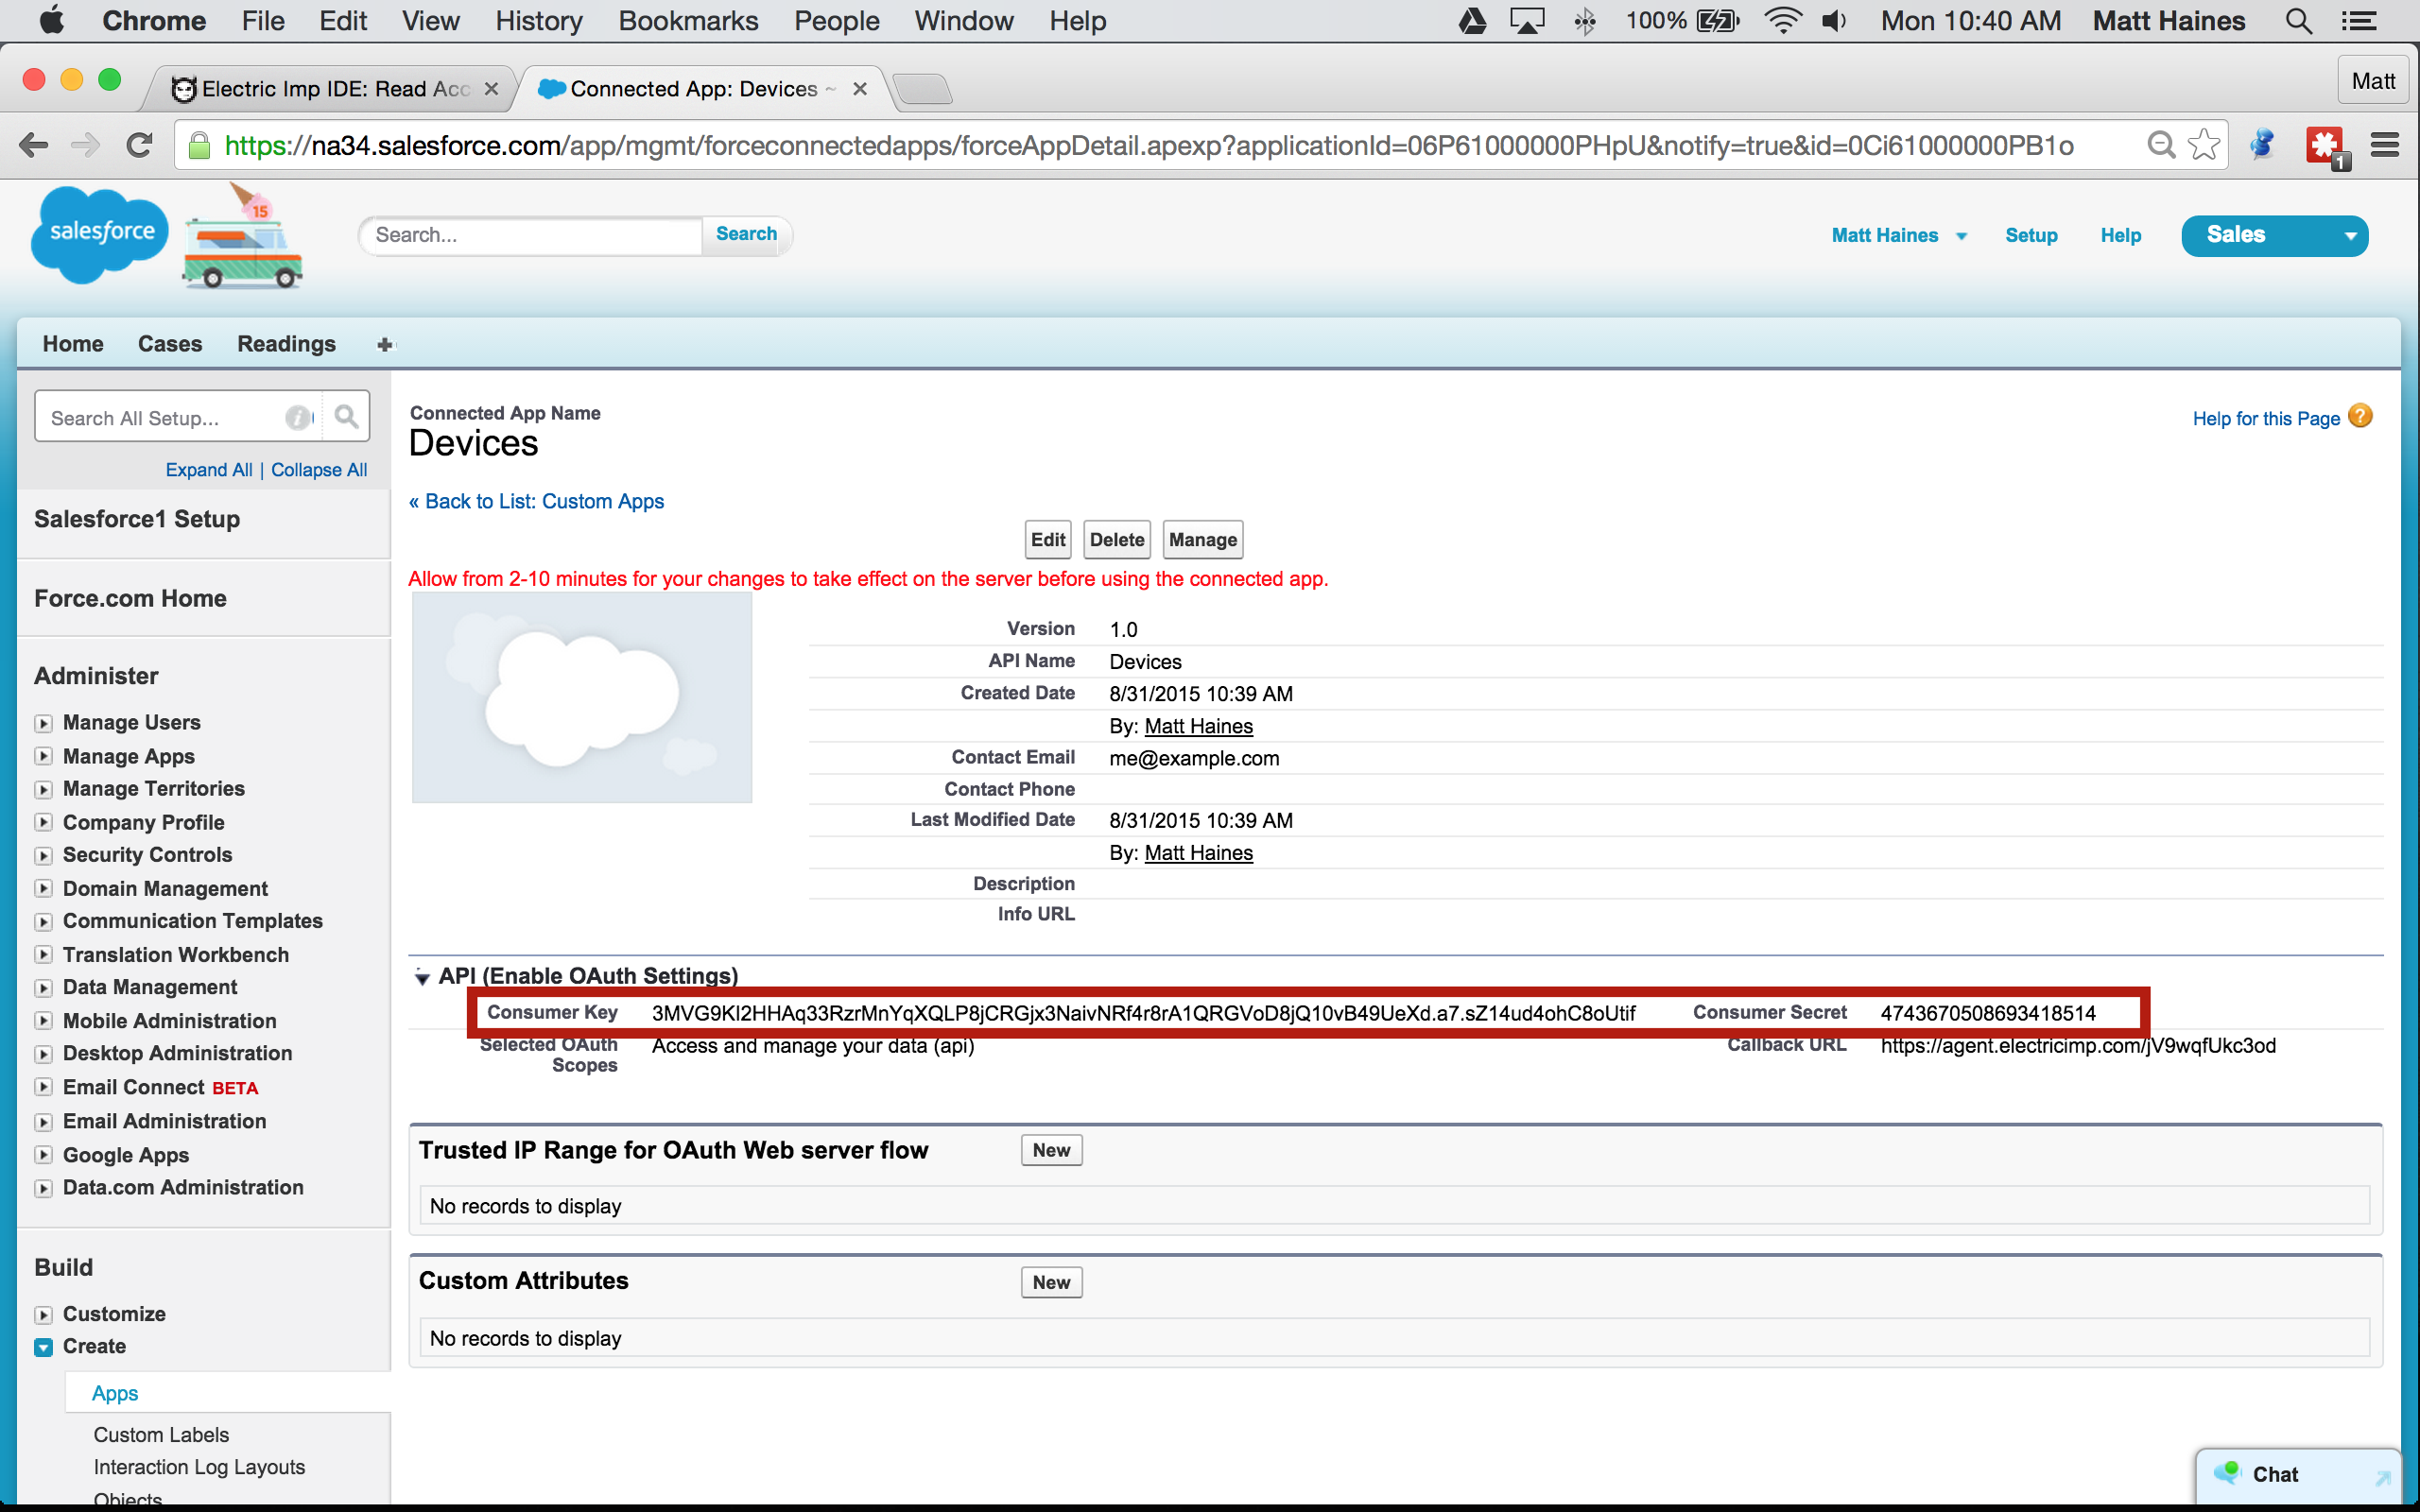 Chrome File Edit View History Bookmarks People Window Help 100% Mon 10:40 AM Matt Haines
Electric Imp IDE: Read Acc Connected App: Devices ~ Matt
https://na34.salesforce.com/app/mgmt/forceconnectedapps/forceAppDetail.apexp?applicationId=06P61000000PHpU&notify=true&id=0Ci61000000PB1o
1
salesforce 15 Search... Search Matt Haines Setup Help Sales
Home Cases Readings
Search All Setup...
Expand All | Collapse All
Salesforce1 Setup
Force.com Home
Administer
Manage Users
Manage Apps
Manage Territories
Company Profile
Security Controls
Domain Management
Communication Templates
Translation Workbench
Data Management
Mobile Administration
Desktop Administration
Email Connect BETA
Email Administration
Google Apps
Data.com Administration
Build
Customize
Create
Apps
Custom Labels
Interaction Log Layouts
Objects
Connected App Name
Devices
Help for this Page
« Back to List: Custom Apps
Edit Delete Manage
Allow from 2-10 minutes for your changes to take effect on the server before using the connected app.
Version 1.0
API Name Devices
Created Date 8/31/2015 10:39 AM
By: Matt Haines
Contact Email me@example.com
Contact Phone
Last Modified Date 8/31/2015 10:39 AM
By: Matt Haines
Description
Info URL
API (Enable OAuth Settings)
Consumer Key 3MVG9KI2HHAq33RzrMnYqXQLP8jCRGjx3NaivNRf4r8rA1QRGVoD8jQ10vB49UeXd.a7.sZ14ud4ohC8oUtif Consumer Secret 4743670508693418514
Selected OAuth Scopes Access and manage your data (api) Callback URL https://agent.electricimp.com/jV9wqfUkc3od
Trusted IP Range for OAuth Web server flow New
No records to display
Custom Attributes New
No records to display
Chat